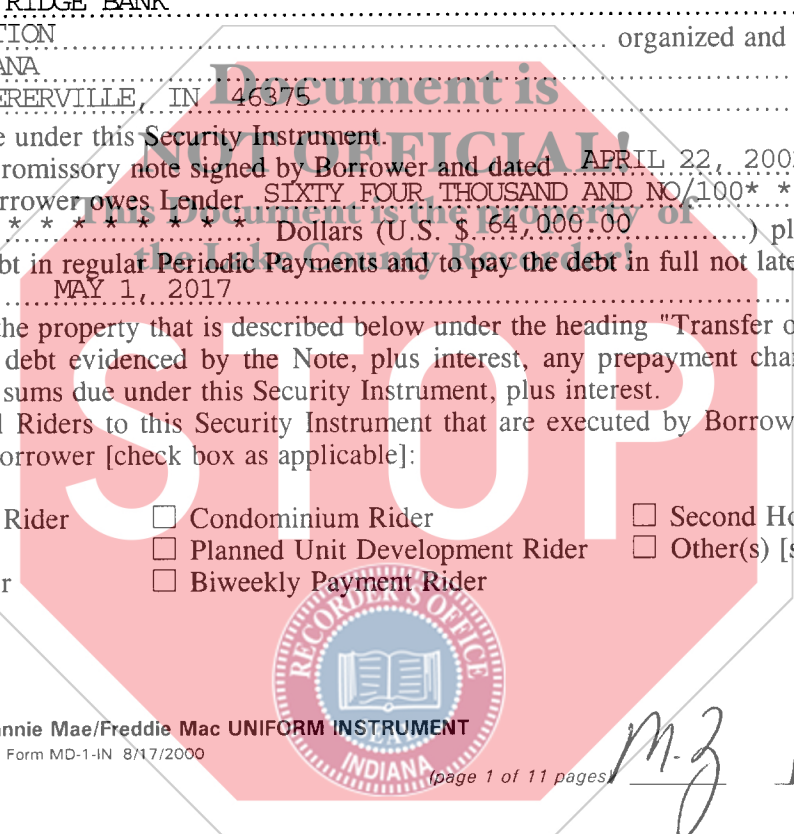 RIDGE BANK
TION organized and
ANA
ERERVILLE, IN 46375
e under this Security Instrument.
romissory note signed by Borrower and dated APRIL 22, 200
rrower owes Lender SIXTY FOUR THOUSAND AND NO/100* *
* * * * * * * * Dollars (U.S. $ 64,000.00 ) pl
bt in regular Periodic Payments and to pay the debt in full not late
MAY 1, 2017
the property that is described below under the heading "Transfer o
debt evidenced by the Note, plus interest, any prepayment cha
sums due under this Security Instrument, plus interest.
l Riders to this Security Instrument that are executed by Borrow
orrower [check box as applicable]:
Rider ☐ Condominium Rider ☐ Second Ho
☐ Planned Unit Development Rider ☐ Other(s) [s
r ☐ Biweekly Payment Rider
nnie Mae/Freddie Mac UNIFORM INSTRUMENT
Form MD-1-IN 8/17/2000
(page 1 of 11 pages)
M.Z
Document is
NOT OFFICIAL!
This Document is the property of
the Lake County Recorder!
STOP
RECORDER'S OFFICE
SEAL
INDIANA